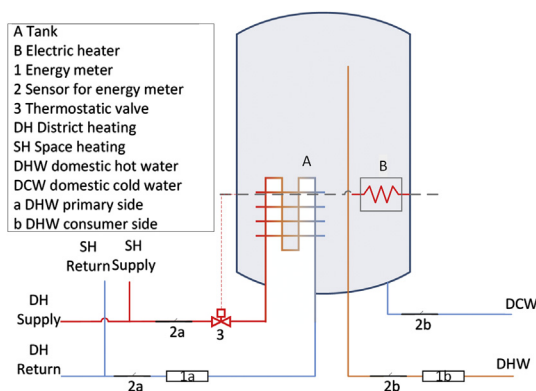 A Tank
B Electric heater
1 Energy meter
2 Sensor for energy meter
3 Thermostatic valve
DH District heating
SH Space heating
DHW domestic hot water
DCW domestic cold water
a DHW primary side
b DHW consumer side
A
B
SH
Return
SH
Supply
DH
Supply
2a
3
2b
DCW
DH
Return
2a
1a
2b
1b
DHW